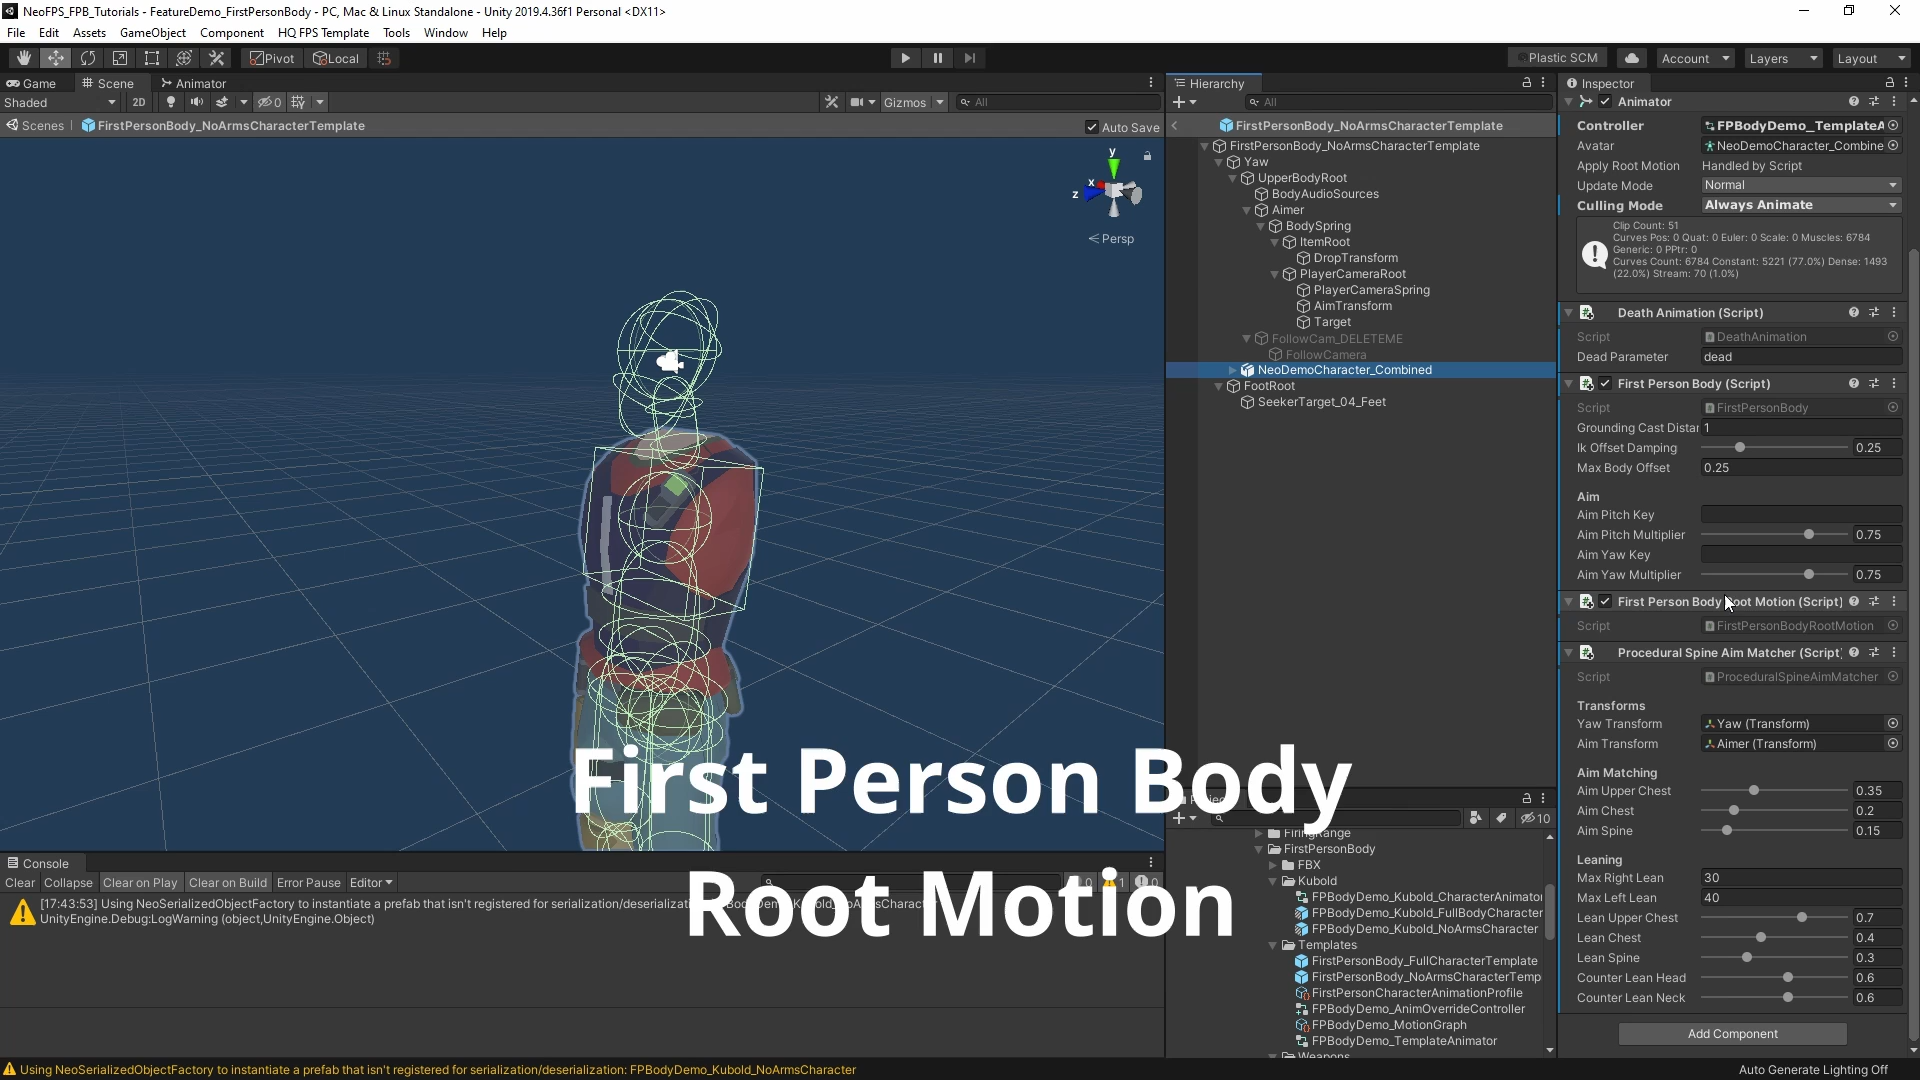 NeoFPS_FPB_Tutorials - FeatureDemo_FirstPersonBody - PC, Mac & Linux Standalone - Unity 2019.4.36f1 Personal <DX11>
File Edit Assets GameObject Component HQ FPS Template Tools Window Help
Pivot Local Plastic SCM Account Layers Layout
Game Scene Animator
Shaded 2D 0 Gizmos All
Scenes FirstPersonBody_NoArmsCharacterTemplate Auto Save
y
x
z
Persp
First Person Body
Root Motion
Console
Clear Collapse Clear on Play Clear on Build Error Pause Editor 0 1 0
[17:43:53] Using NeoSerializedObjectFactory to instantiate a prefab that isn't registered for serialization/deserialization:
UnityEngine.Debug:LogWarning (object,UnityEngine.Object)
Using NeoSerializedObjectFactory to instantiate a prefab that isn't registered for serialization/deserialization: FPBodyDemo_Kubold_NoArmsCharacter
Hierarchy
All
FirstPersonBody_NoArmsCharacterTemplate
FirstPersonBody_NoArmsCharacterTemplate
Yaw
UpperBodyRoot
BodyAudioSources
Aimer
BodySpring
ItemRoot
DropTransform
PlayerCameraRoot
PlayerCameraSpring
AimTransform
Target
FollowCam_DELETEME
FollowCamera
NeoDemoCharacter_Combined
FootRoot
SeekerTarget_04_Feet
10
FiringRange
FirstPersonBody
FBX
Kubold
FPBodyDemo_Kubold_CharacterAnimator
FPBodyDemo_Kubold_FullBodyCharacter
FPBodyDemo_Kubold_NoArmsCharacter
Templates
FirstPersonBody_FullCharacterTemplate
FirstPersonBody_NoArmsCharacterTemp
FirstPersonCharacterAnimationProfile
FPBodyDemo_AnimOverrideController
FPBodyDemo_MotionGraph
FPBodyDemo_TemplateAnimator
Weapons
Inspector
Animator
Controller FPBodyDemo_TemplateA
Avatar NeoDemoCharacter_Combine
Apply Root Motion Handled by Script
Update Mode Normal
Culling Mode Always Animate
Clip Count: 51
Curves Pos: 0 Quat: 0 Euler: 0 Scale: 0 Muscles: 6784
Generic: 0 PPtr: 0
Curves Count: 6784 Constant: 5221 (77.0%) Dense: 1493
(22.0%) Stream: 70 (1.0%)
Death Animation (Script)
Script DeathAnimation
Dead Parameter dead
First Person Body (Script)
Script FirstPersonBody
Grounding Cast Distar 1
Ik Offset Damping 0.25
Max Body Offset 0.25
Aim
Aim Pitch Key
Aim Pitch Multiplier 0.75
Aim Yaw Key
Aim Yaw Multiplier 0.75
First Person Body Root Motion (Script)
Script FirstPersonBodyRootMotion
Procedural Spine Aim Matcher (Script)
Script ProceduralSpineAimMatcher
Transforms
Yaw Transform Yaw (Transform)
Aim Transform Aimer (Transform)
Aim Matching
Aim Upper Chest 0.35
Aim Chest 0.2
Aim Spine 0.15
Leaning
Max Right Lean 30
Max Left Lean 40
Lean Upper Chest 0.7
Lean Chest 0.4
Lean Spine 0.3
Counter Lean Head 0.6
Counter Lean Neck 0.6
Add Component
Auto Generate Lighting Off